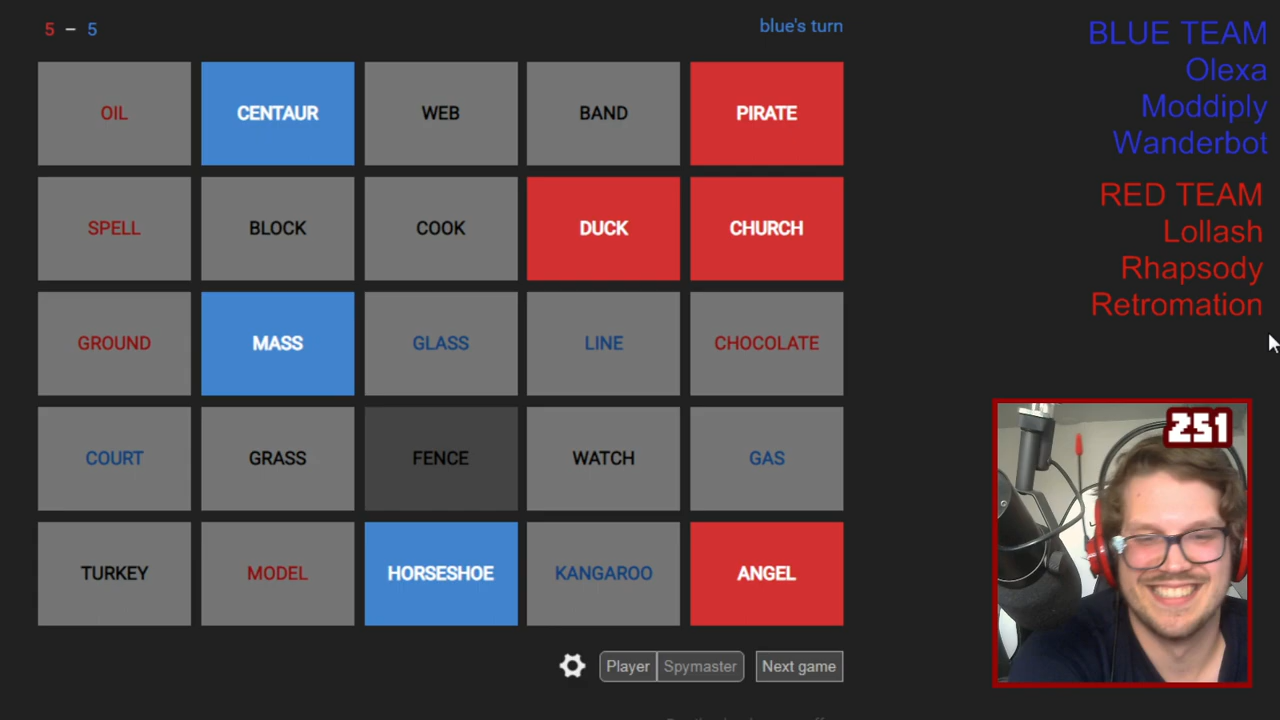 5 – 5
blue's turn
OIL CENTAUR WEB BAND PIRATE
SPELL BLOCK COOK DUCK CHURCH
GROUND MASS GLASS LINE CHOCOLATE
COURT GRASS FENCE WATCH GAS
TURKEY MODEL HORSESHOE KANGAROO ANGEL
Player Spymaster Next game
BLUE TEAM
Olexa
Moddiply
Wanderbot
RED TEAM
Lollash
Rhapsody
Retromation
251